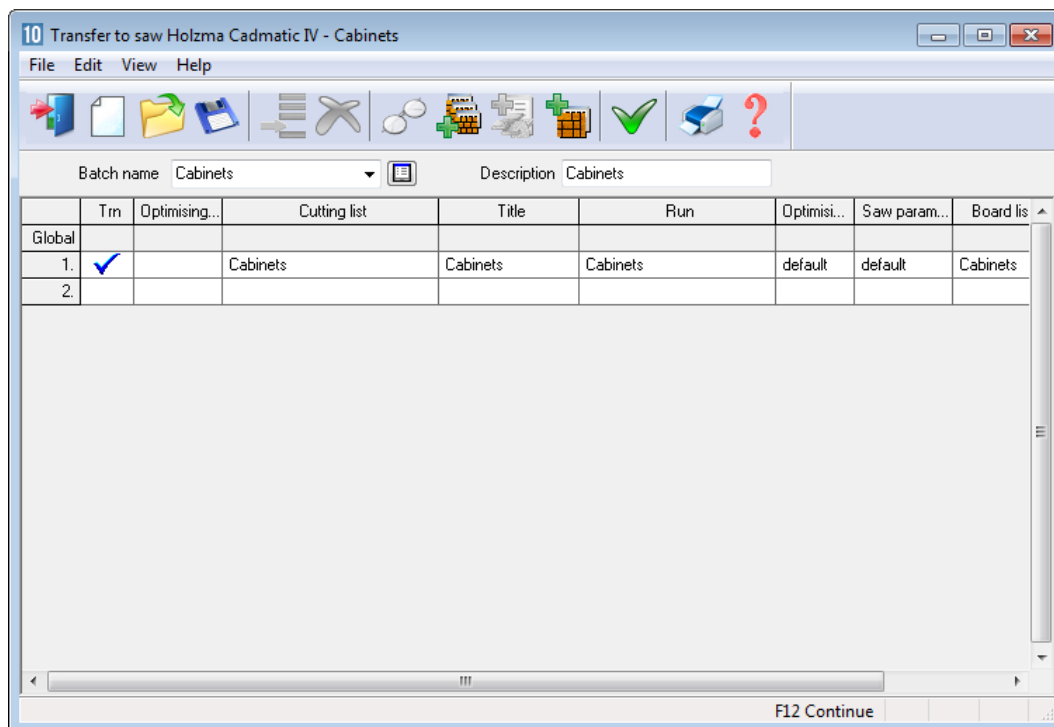 10 Transfer to saw Holzma Cadmatic IV - Cabinets
File Edit View Help
Batch name Cabinets Description Cabinets
Trn Optimising... Cutting list Title Run Optimisi... Saw param... Board lis
Global
1. Cabinets Cabinets Cabinets default default Cabinets
2.
F12 Continue